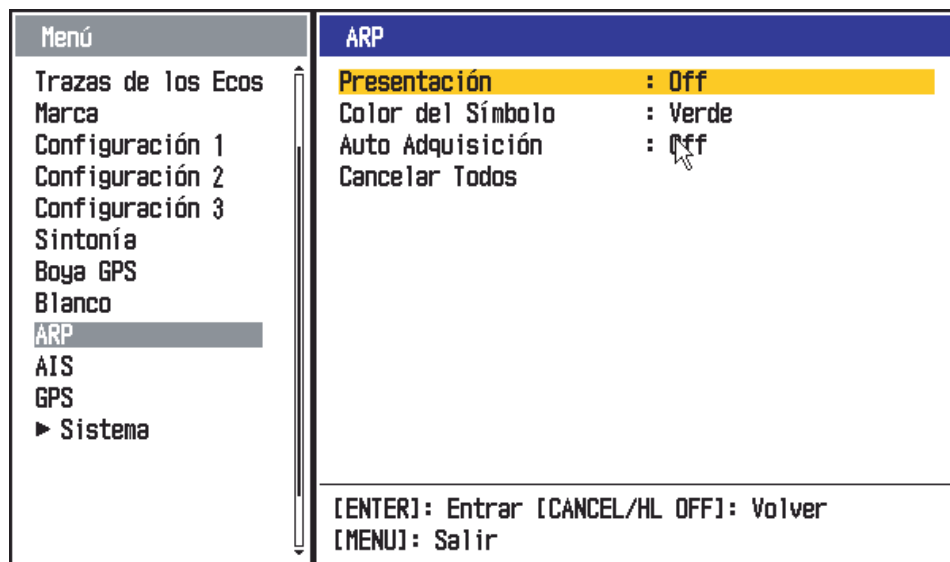 Menú
Trazas de los Ecos
Marca
Configuración 1
Configuración 2
Configuración 3
Sintonía
Boya GPS
Blanco
ARP
AIS
GPS
► Sistema
ARP
Presentación : Off
Color del Símbolo : Verde
Auto Adquisición : Off
Cancelar Todos
[ENTER]: Entrar [CANCEL/HL OFF]: Volver
[MENU]: Salir